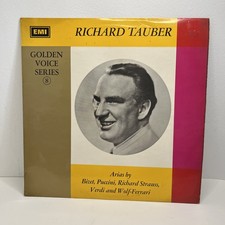 EMI
RICHARD TAUBER
GOLDEN
VOICE
SERIES
8
Arias by
Bizet, Puccini, Richard Strauss,
Verdi and Wolf-Ferrari